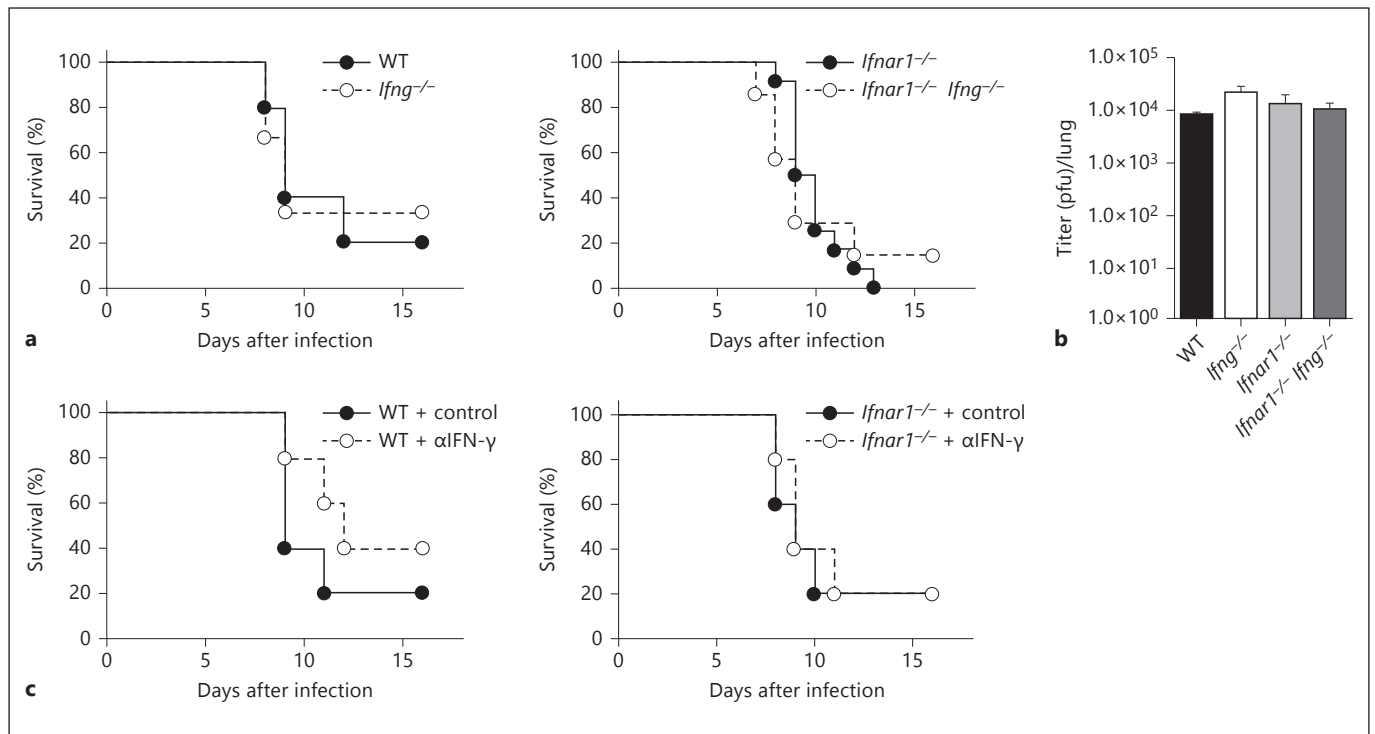 100
80
60
40
20
0
Survival (%)
0 5 10 15
Days after infection
WT
Ifng–/–
a
100
80
60
40
20
0
Survival (%)
0 5 10 15
Days after infection
Ifnar1–/–
Ifnar1–/– Ifng–/–
1.0×10⁵
1.0×10⁴
1.0×10³
1.0×10²
1.0×10¹
1.0×10⁰
Titer (pfu)/lung
WT
Ifng–/–
Ifnar1–/–
Ifnar1–/– Ifng–/–
b
100
80
60
40
20
0
Survival (%)
0 5 10 15
Days after infection
WT + control
WT + αIFN-γ
c
100
80
60
40
20
0
Survival (%)
0 5 10 15
Days after infection
Ifnar1–/– + control
Ifnar1–/– + αIFN-γ